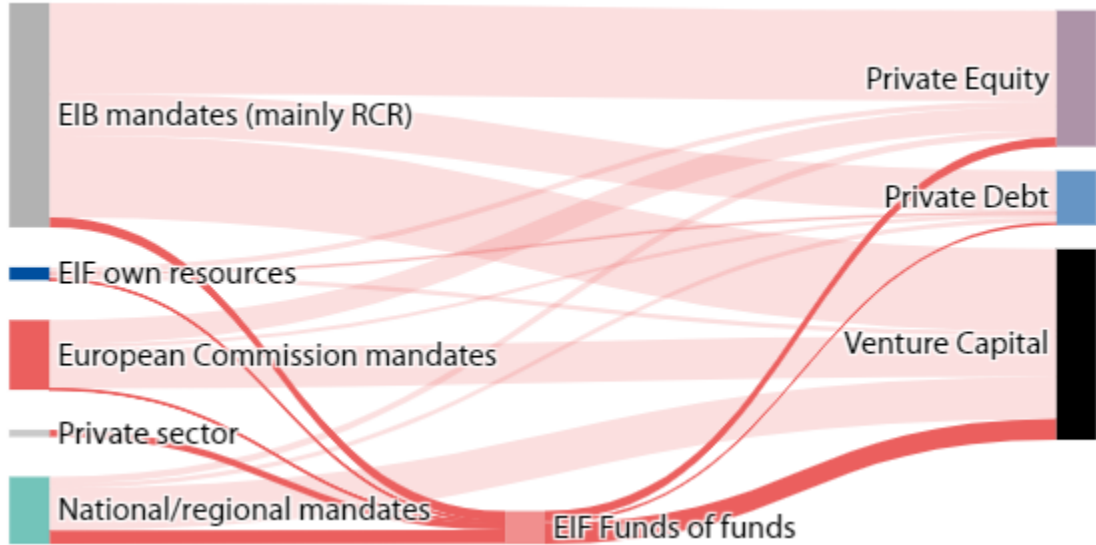 Private Equity
EIB mandates (mainly RCR)
Private Debt
EIF own resources
Venture Capital
European Commission mandates
Private sector
National/regional mandates
EIF Funds of funds